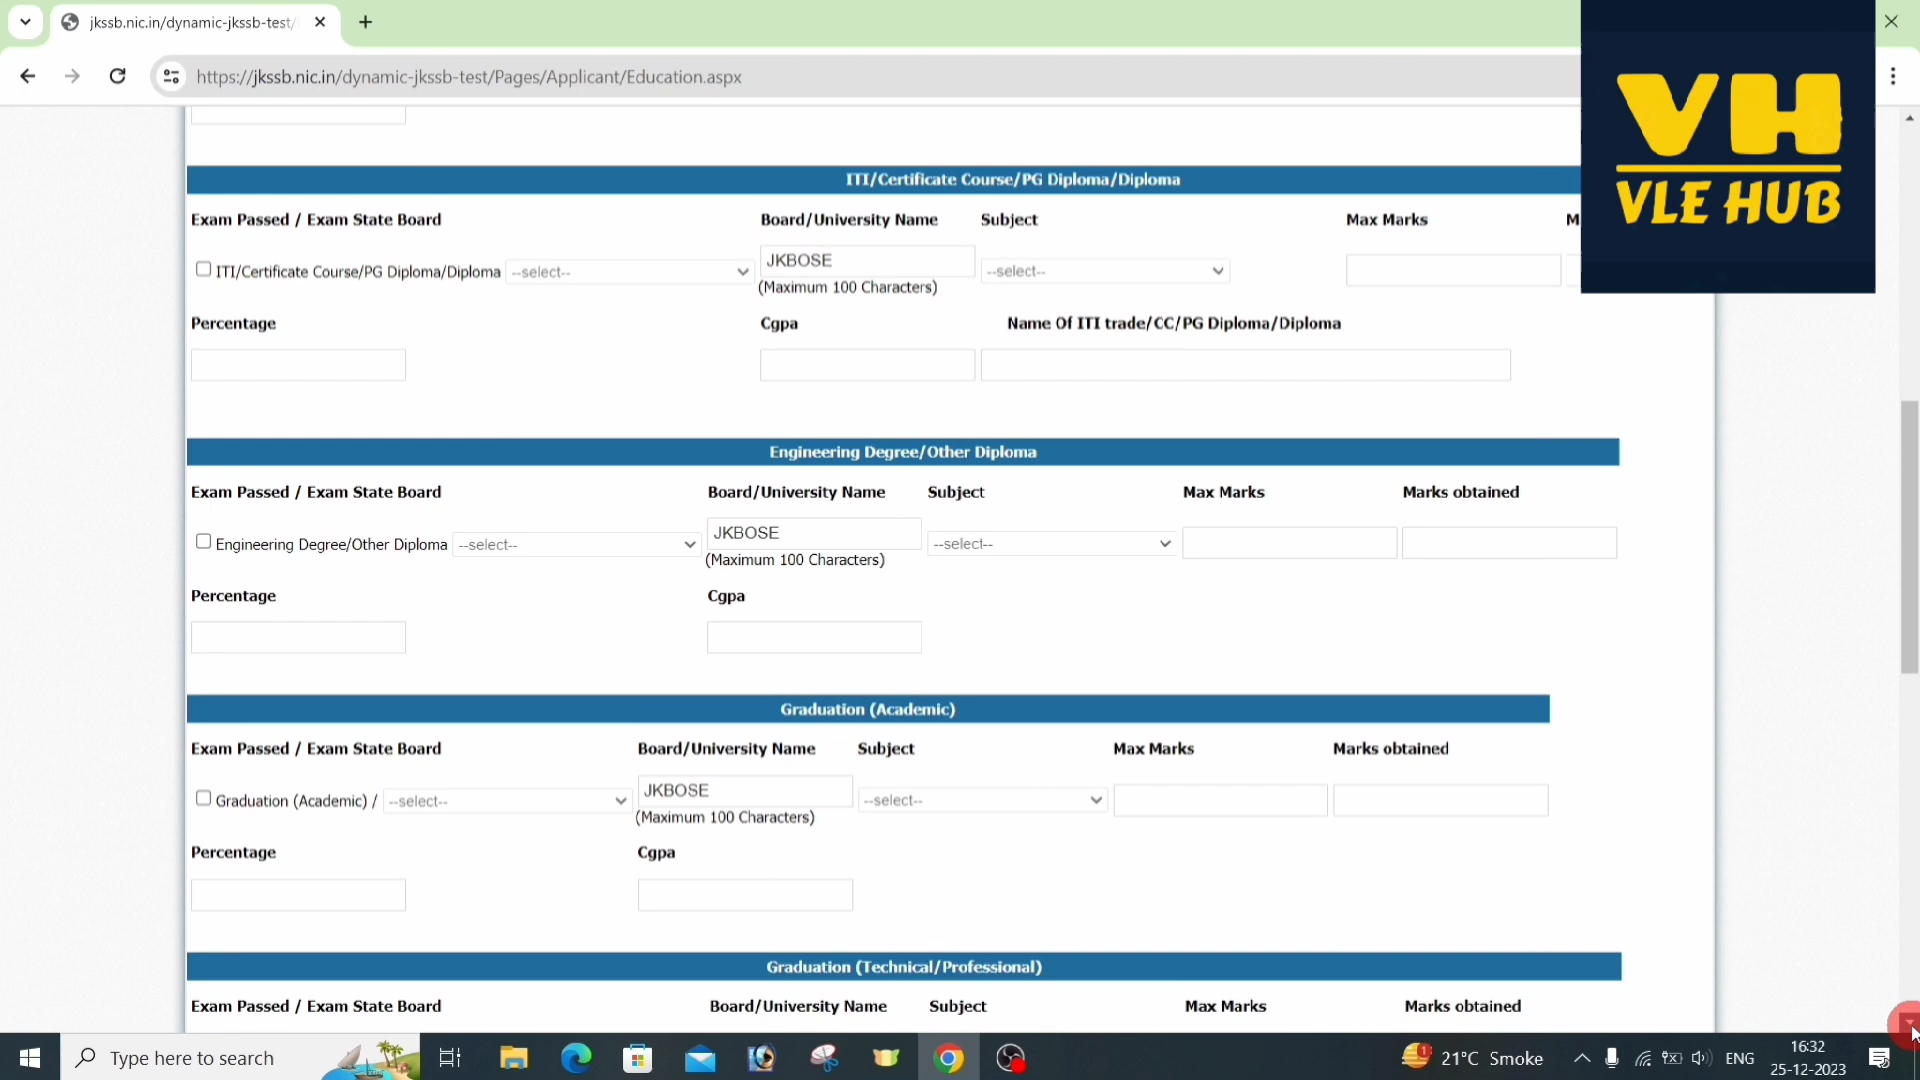 jkssb.nic.in/dynamic-jkssb-test/
https://jkssb.nic.in/dynamic-jkssb-test/Pages/Applicant/Education.aspx
VH
VLE HUB
ITI/Certificate Course/PG Diploma/Diploma
Exam Passed / Exam State Board Board/University Name Subject Max Marks M
ITI/Certificate Course/PG Diploma/Diploma --select-- JKBOSE --select--
(Maximum 100 Characters)
Percentage Cgpa Name Of ITI trade/CC/PG Diploma/Diploma
Engineering Degree/Other Diploma
Exam Passed / Exam State Board Board/University Name Subject Max Marks Marks obtained
Engineering Degree/Other Diploma --select-- JKBOSE --select--
(Maximum 100 Characters)
Percentage Cgpa
Graduation (Academic)
Exam Passed / Exam State Board Board/University Name Subject Max Marks Marks obtained
Graduation (Academic) / --select-- JKBOSE --select--
(Maximum 100 Characters)
Percentage Cgpa
Graduation (Technical/Professional)
Exam Passed / Exam State Board Board/University Name Subject Max Marks Marks obtained
Type here to search 1 21°C Smoke ENG 16:32
25-12-2023